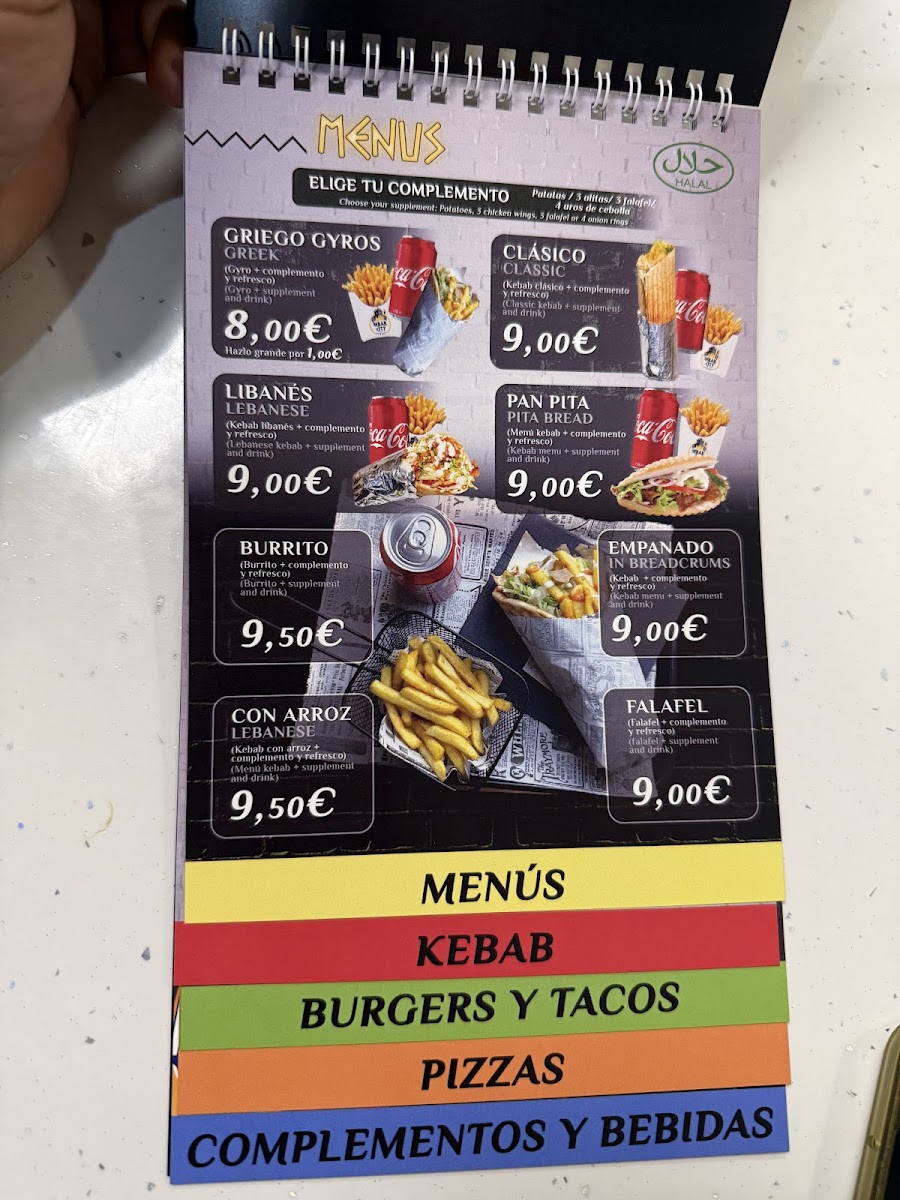 MENUS
حلال
HALAL
ELIGE TU COMPLEMENTO
Patatas / 3 alitas/ 3 falafel/
4 aros de cebolla
Choose your supplement: Potatoes, 3 chicken wings, 3 falafel or 4 onion rings
GRIEGO GYROS
GREEK
(Gyro + complemento
y refresco)
(Gyro + supplement
and drink)
8,00€
Hazlo grande por 1,00€
CLÁSICO
CLASSIC
(Kebab clásico + complemento
y refresco)
(Classic kebab + supplement
and drink)
9,00€
LIBANÉS
LEBANESE
(Kebab libanés + complemento
y refresco)
(Lebanese kebab + supplement
and drink)
9,00€
PAN PITA
PITA BREAD
(Menú kebab + complemento
y refresco)
(Kebab menu + supplement
and drink)
9,00€
BURRITO
(Burrito + complemento
y refresco)
(Burrito + supplement
and drink)
9,50€
EMPANADO
IN BREADCRUMS
(Kebab + complemento
y refresco)
(Kebab menu + supplement
and drink)
9,00€
CON ARROZ
LEBANESE
(Kebab con arroz +
complemento y refresco)
(Menú kebab + supplement
and drink)
9,50€
FALAFEL
(Falafel + complemento
y refresco)
(falafel + supplement
and drink)
9,00€
MENÚS
KEBAB
BURGERS Y TACOS
PIZZAS
COMPLEMENTOS Y BEBIDAS